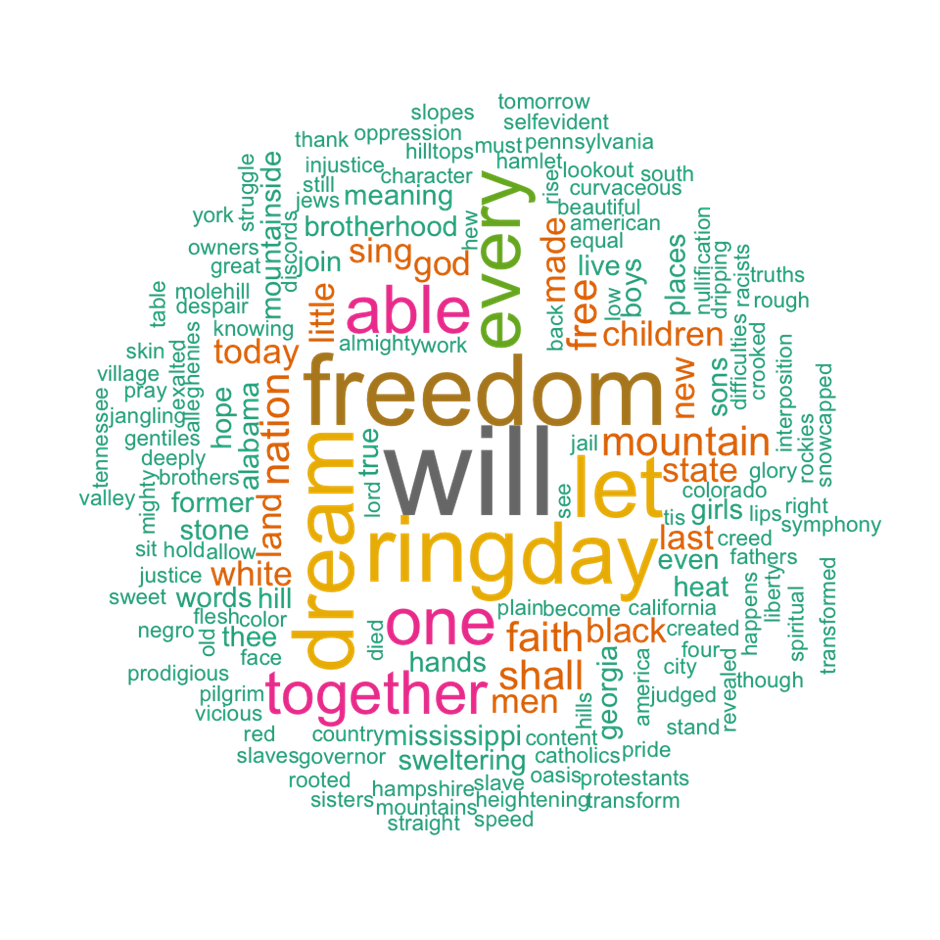 tomorrow
slopes
selfevident
thank
oppression
hilltops
must
pennsylvania
injustice
hamlet
lookout
south
struggle
mountainside
still
character
rise
curvaceous
jews
meaning
beautiful
york
discords
brotherhood
hew
every
american
owners
join
sing
god
made
equal
nullification
great
live
boys
places
dripping
racists
truths
table
molehill
little
able
free
low
rough
despair
back
children
knowing
almighty
work
difficulties
crooked
skin
today
exalted
alleghenies
freedom
new
sons
interposition
village
pray
nation
hope
alabama
tennessee
jangling
gentiles
dream
true
will
jail
mountain
rockies
snowcapped
deeply
brothers
lord
let
state
glory
valley
mighty
former
land
see
colorado
stone
tis
girls
lips
right
symphony
sit
hold
allow
ring
day
last
creed
justice
white
even
fathers
sweet
words
hill
heat
happens
liberty
spiritual
transformed
flesh
color
one
plain
become
california
negro
old
thee
died
faith
black
created
face
hands
four
prodigious
together
shall
georgia
america
city
though
pilgrim
men
hills
judged
revealed
vicious
stand
red
country
mississippi
content
slaves
governor
sweltering
catholics
pride
rooted
hampshire
slave
oasis
protestants
sisters
mountains
heightening
transform
straight
speed